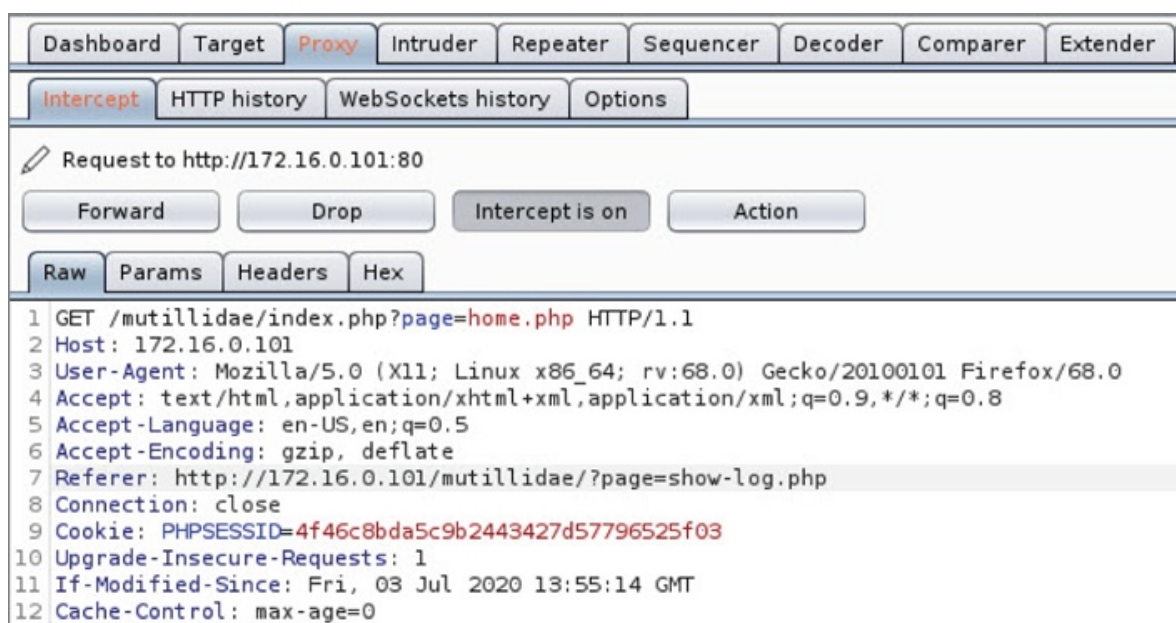 Dashboard Target Proxy Intruder Repeater Sequencer Decoder Comparer Extender
Intercept HTTP history WebSockets history Options
Request to http://172.16.0.101:80
Forward Drop Intercept is on Action
Raw Params Headers Hex
1 GET /mutillidae/index.php?page=home.php HTTP/1.1
2 Host: 172.16.0.101
3 User-Agent: Mozilla/5.0 (X11; Linux x86_64; rv:68.0) Gecko/20100101 Firefox/68.0
4 Accept: text/html,application/xhtml+xml,application/xml;q=0.9,*/*;q=0.8
5 Accept-Language: en-US,en;q=0.5
6 Accept-Encoding: gzip, deflate
7 Referer: http://172.16.0.101/mutillidae/?page=show-log.php
8 Connection: close
9 Cookie: PHPSESSID=4f46c8bda5c9b2443427d57796525f03
10 Upgrade-Insecure-Requests: 1
11 If-Modified-Since: Fri, 03 Jul 2020 13:55:14 GMT
12 Cache-Control: max-age=0